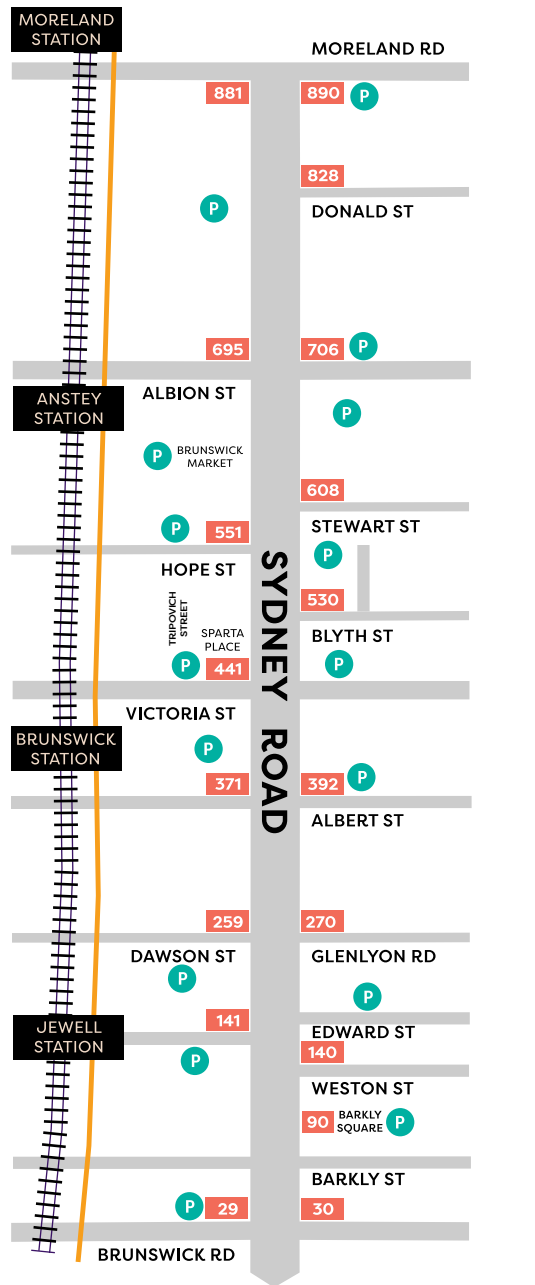 MORELAND
STATION
MORELAND RD
881
890
P
828
P
DONALD ST
695
706
P
ANSTEY
STATION
ALBION ST
P
P
BRUNSWICK
MARKET
608
P
551
STEWART ST
HOPE ST
P
530
TRIPOVICH
STREET
SPARTA
PLACE
BLYTH ST
P
441
P
VICTORIA ST
SYDNEY ROAD
BRUNSWICK
STATION
P
371
392
P
ALBERT ST
259
270
DAWSON ST
GLENLYON RD
P
P
141
JEWELL
STATION
EDWARD ST
140
P
WESTON ST
90
BARKLY
SQUARE
P
BARKLY ST
P
29
30
BRUNSWICK RD